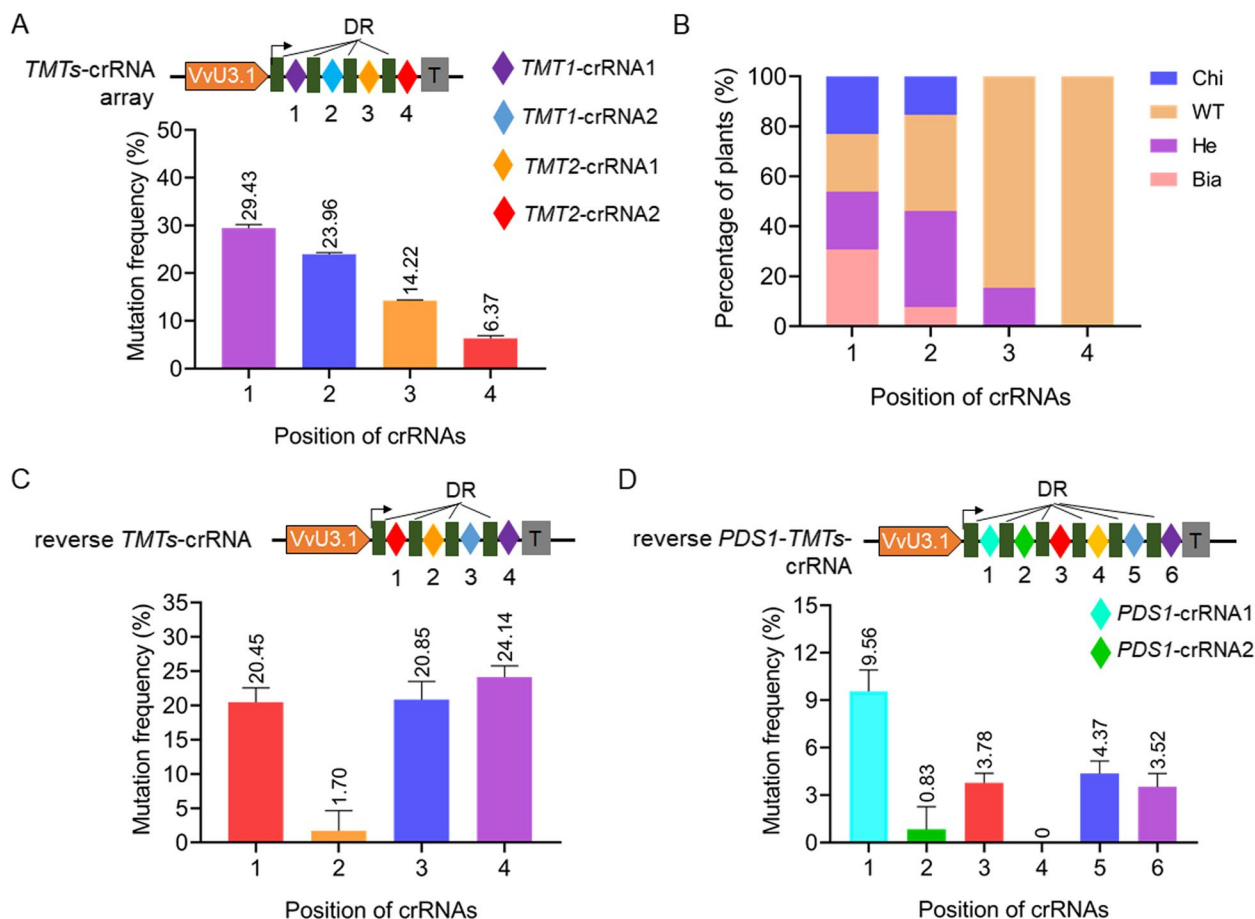 A
DR
TMTs-crRNA
array
VvU3.1
T
1 2 3 4
TMT1-crRNA1
TMT1-crRNA2
TMT2-crRNA1
TMT2-crRNA2
Mutation frequency (%)
50
40
30
20
10
0
29.43
23.96
14.22
6.37
1 2 3 4
Position of crRNAs
B
Percentage of plants (%)
100
80
60
40
20
0
1 2 3 4
Position of crRNAs
Chi
WT
He
Bia
C
DR
reverse TMTs-crRNA
VvU3.1
T
1 2 3 4
Mutation frequency (%)
35
30
25
20
15
10
5
0
20.45
1.70
20.85
24.14
1 2 3 4
Position of crRNAs
D
DR
reverse PDS1-TMTs-
crRNA
VvU3.1
T
1 2 3 4 5 6
PDS1-crRNA1
PDS1-crRNA2
Mutation frequency (%)
15
12
9
6
3
0
9.56
0.83
3.78
0
4.37
3.52
1 2 3 4 5 6
Position of crRNAs